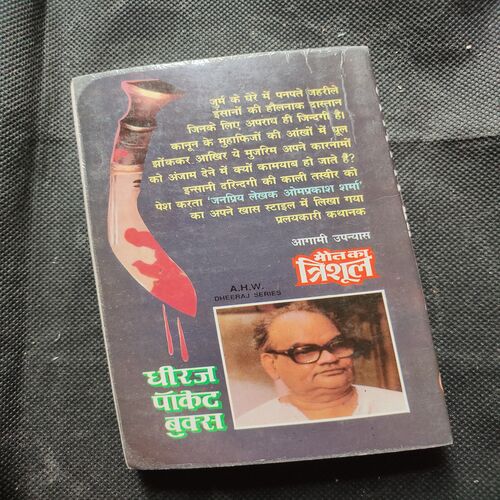 जुर्म के घेरे में पनपते जहरीले
इंसानों की हौलनाक दास्तान
जिनके लिए अपराध ही जिन्दगी है।
कानून के मुहाफिजों की आंखों में धूल
झोंककर आखिर ये मुजरिम अपने कारनामों
को अंजाम देने में क्यों कामयाब हो जाते है?
इन्सानी दरिन्दगी की काली तस्वीर को
पेश करता 'जनप्रिय लेखक ओमप्रकाश शर्मा'
का अपने खास स्टाइल में लिखा गया
प्रलयकारी कथानक
आगामी उपन्यास
मौत का
त्रिशूल
A.H.W.
DHEERAJ SERIES
धीरज
पॉकेट
बुक्स